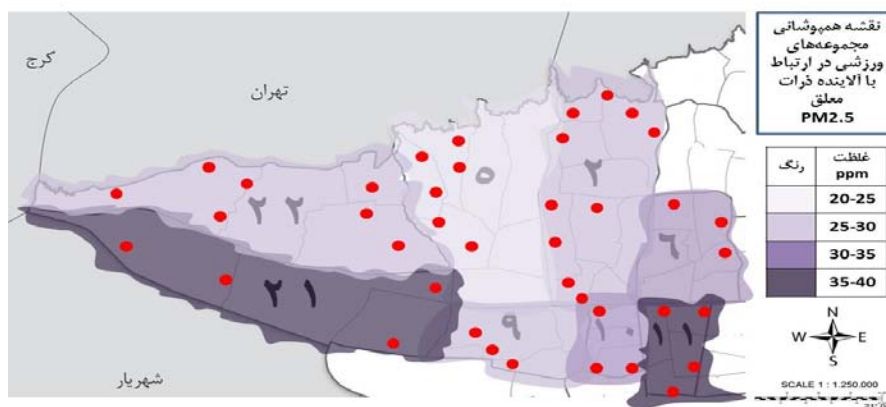 نقشه همپوشانی
مجموعه‌های
ورزشی در ارتباط
با آلاینده ذرات
معلق
PM2.5
رنگ غلظت ppm
20-25
25-30
30-35
35-40
N
W E
S
SCALE 1 : 1.250.000
کرج
تهران
شهریار
۲۲
۵
۲
۶
۲۱
۹
۱۰
۱۱